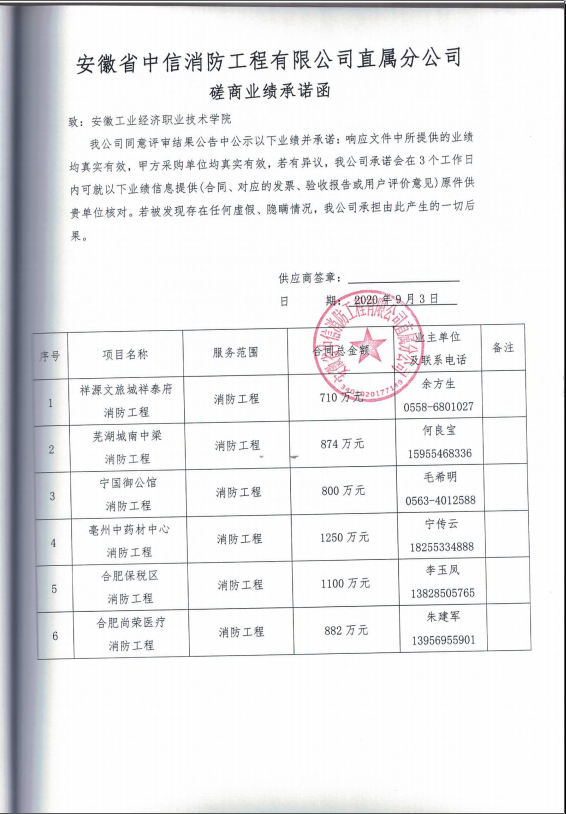 安徽省中信消防工程有限公司直属分公司
磋商业绩承诺函
致：安徽工业经济职业技术学院
我公司同意评审结果公告中公示以下业绩并承诺：响应文件中所提供的业绩
均真实有效，甲方采购单位均真实有效，若有异议，我公司承诺会在3个工作日
内可就以下业绩信息提供(合同、对应的发票、验收报告或用户评价意见)原件供
贵单位核对。若被发现存在任何虚假、隐瞒情况，我公司承担由此产生的一切后
果。
供应商签章：
日 期：2020年9月3日
安徽省中信消防工程有限公司直属分公司
序号 项目名称 服务范围 合同总金额 业主单位及联系电话 备注
1 祥源文旅城祥泰府 消防工程 710万元 余方生
消防工程 0558-6801027
2 芜湖城南中梁 消防工程 874万元 何良宝
消防工程 15955468336
3 宁国御公馆 消防工程 800万元 毛希明
消防工程 0563-4012588
4 亳州中药材中心 消防工程 1250万元 宁传云
消防工程 18255334888
5 合肥保税区 消防工程 1100万元 李玉凤
消防工程 13828505765
6 合肥尚荣医疗 消防工程 882万元 朱建军
消防工程 13956955901